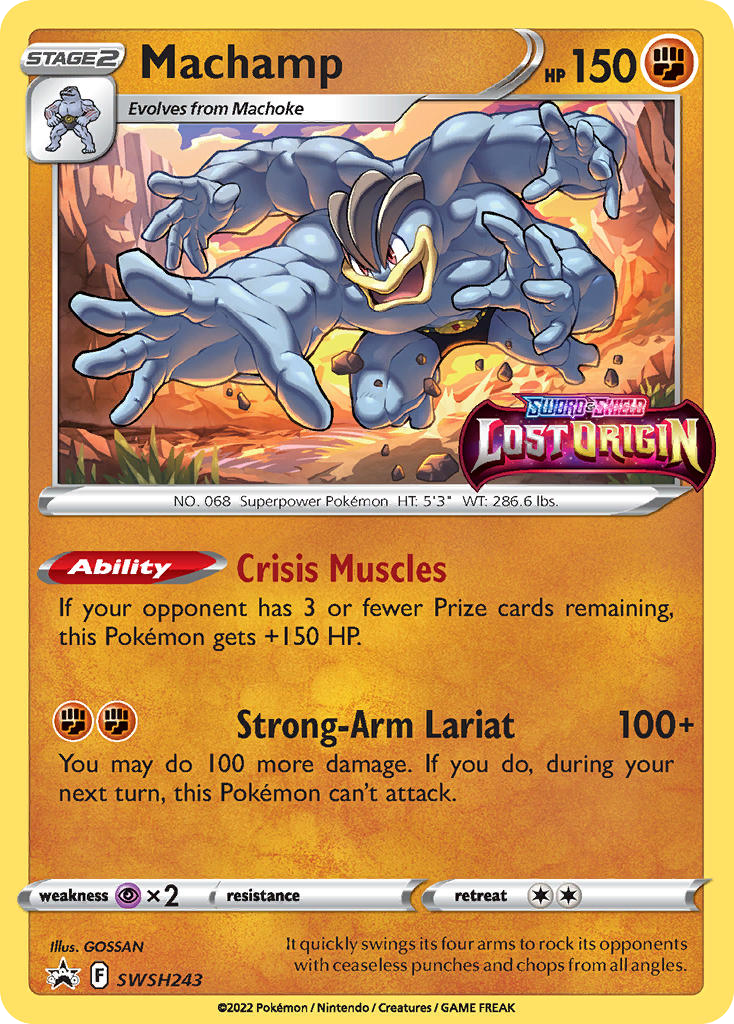 STAGE2 Machamp HP 150
Evolves from Machoke
SWORD & SHIELD
LOST ORIGIN
NO. 068 Superpower Pokémon HT: 5'3" WT: 286.6 lbs.
Ability Crisis Muscles
If your opponent has 3 or fewer Prize cards remaining,
this Pokémon gets +150 HP.
Strong-Arm Lariat 100+
You may do 100 more damage. If you do, during your
next turn, this Pokémon can't attack.
weakness ×2 resistance retreat
Illus. GOSSAN
It quickly swings its four arms to rock its opponents
with ceaseless punches and chops from all angles.
F SWSH243
©2022 Pokémon / Nintendo / Creatures / GAME FREAK